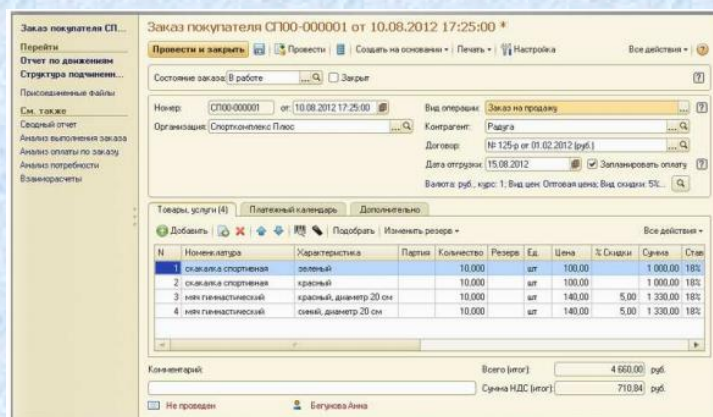 Заказ покупателя СП...
Перейти
Отчет по движениям
Структура подчиненн...
Присоединенные файлы
См. также
Сводный отчет
Анализ выполнения заказа
Анализ оплаты по заказу
Анализ потребности
Взаиморасчеты
Заказ покупателя СП00-000001 от 10.08.2012 17:25:00 *
Провести и закрыть Провести Создать на основании Печать Настройка Все действия
Состояние заказа: В работе ... Закрыт
Номер: СП00-000001 от: 10.08.2012 17:25:00 Вид операции: Заказ на продажу ...
Организация: Спорткомплекс Плюс ... Контрагент: Радуга ...
Договор: № 125-р от 01.02.2012 (руб.) ...
Дата отгрузки: 15.08.2012 Запланировать оплату
Валюта: руб., курс: 1; Вид цен: Оптовая цена; Вид скидки: 5%...
Товары, услуги (4) Платежный календарь Дополнительно
Добавить Подобрать Изменить резерв Все действия
N Номенклатура Характеристика Партия Количество Резерв Ед. Цена % Скидки Сумма Став
1 скакалка спортивная зеленый 10,000 шт 100,00 1 000,00 18%
2 скакалка спортивная красный 10,000 шт 100,00 1 000,00 18%
3 мяч гимнастический красный, диаметр 20 см 10,000 шт 140,00 5,00 1 330,00 18%
4 мяч гимнастический синий, диаметр 20 см 10,000 шт 140,00 5,00 1 330,00 18%
Комментарий: Всего (итог): 4 660,00 руб.
Сумма НДС (итог): 710,84 руб.
Не проведен Бегунова Анна